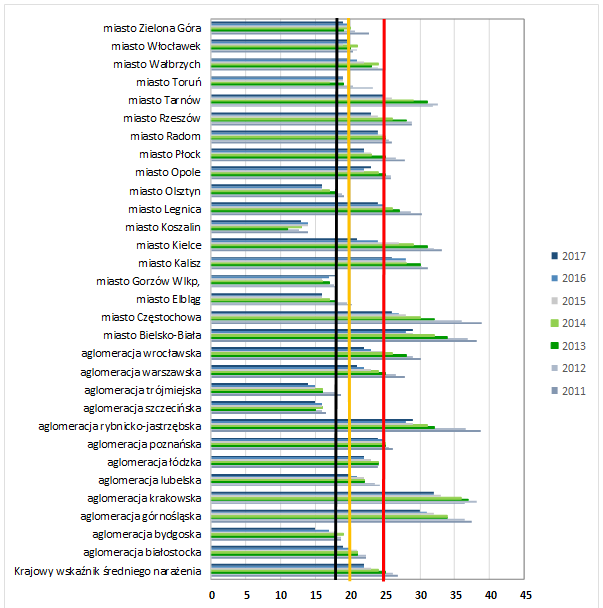 miasto Zielona Góra
miasto Włocławek
miasto Wałbrzych
miasto Toruń
miasto Tarnów
miasto Rzeszów
miasto Radom
miasto Płock
miasto Opole
miasto Olsztyn
miasto Legnica
miasto Koszalin
miasto Kielce
miasto Kalisz
miasto Gorzów Wlkp,
miasto Elbląg
miasto Częstochowa
miasto Bielsko-Biała
aglomeracja wrocławska
aglomeracja warszawska
aglomeracja trójmiejska
aglomeracja szczecińska
aglomeracja rybnicko-jastrzębska
aglomeracja poznańska
aglomeracja łódzka
aglomeracja lubelska
aglomeracja krakowska
aglomeracja górnośląska
aglomeracja bydgoska
aglomeracja białostocka
Krajowy wskaźnik średniego narażenia
0 5 10 15 20 25 30 35 40 45
2017
2016
2015
2014
2013
2012
2011